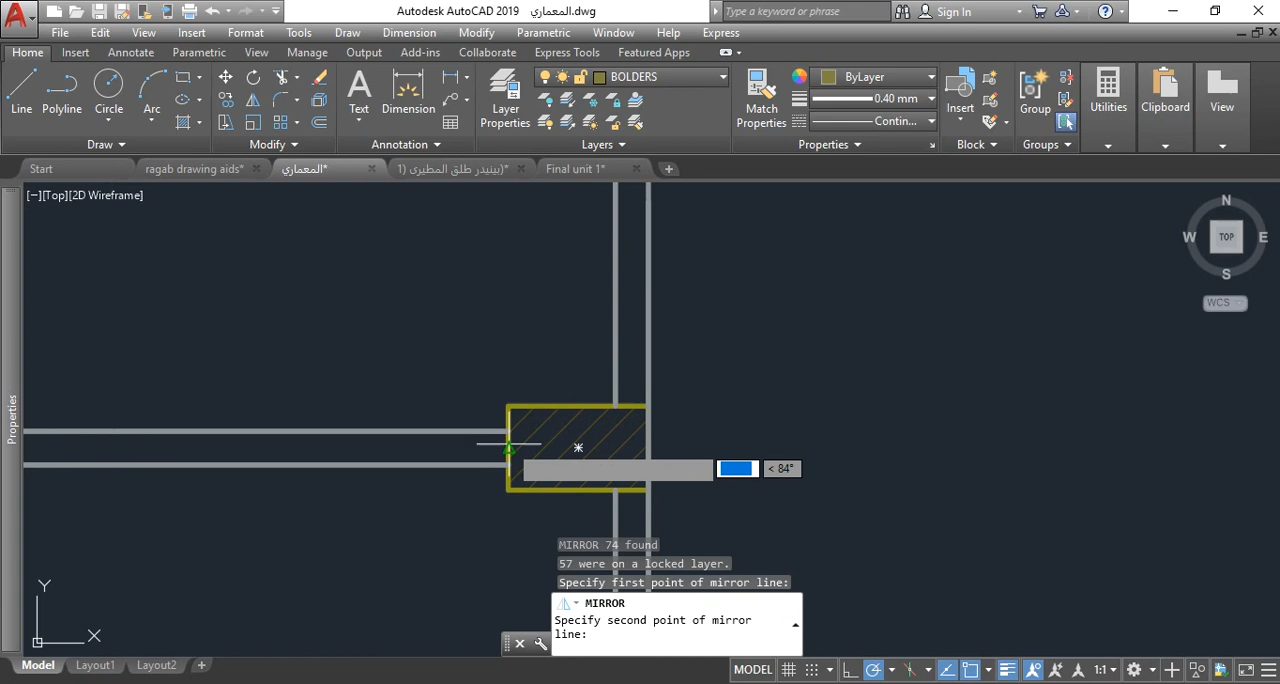 Autodesk AutoCAD 2019 المعماري.dwg
Type a keyword or phrase
Sign In
File Edit View Insert Format Tools Draw Dimension Modify Parametric Window Help Express
Home Insert Annotate Parametric View Manage Output Add-ins Collaborate Express Tools Featured Apps
Line Polyline Circle Arc
Text Dimension
Layer Properties
BOLDERS
Match Properties
ByLayer
0.40 mm
Contin...
Insert
Group
Utilities
Clipboard
View
Draw Modify Annotation Layers Properties Block Groups
Start
ragab drawing aids*
المعماري*
بينيدر طلق المطيرى (1)*
Final unit 1*
[−][Top][2D Wireframe]
N
W TOP E
S
WCS
Properties
< 84°
MIRROR 74 found
57 were on a locked layer.
Specify first point of mirror line:
MIRROR
Specify second point of mirror
line:
Y
X
Model Layout1 Layout2
MODEL
1:1